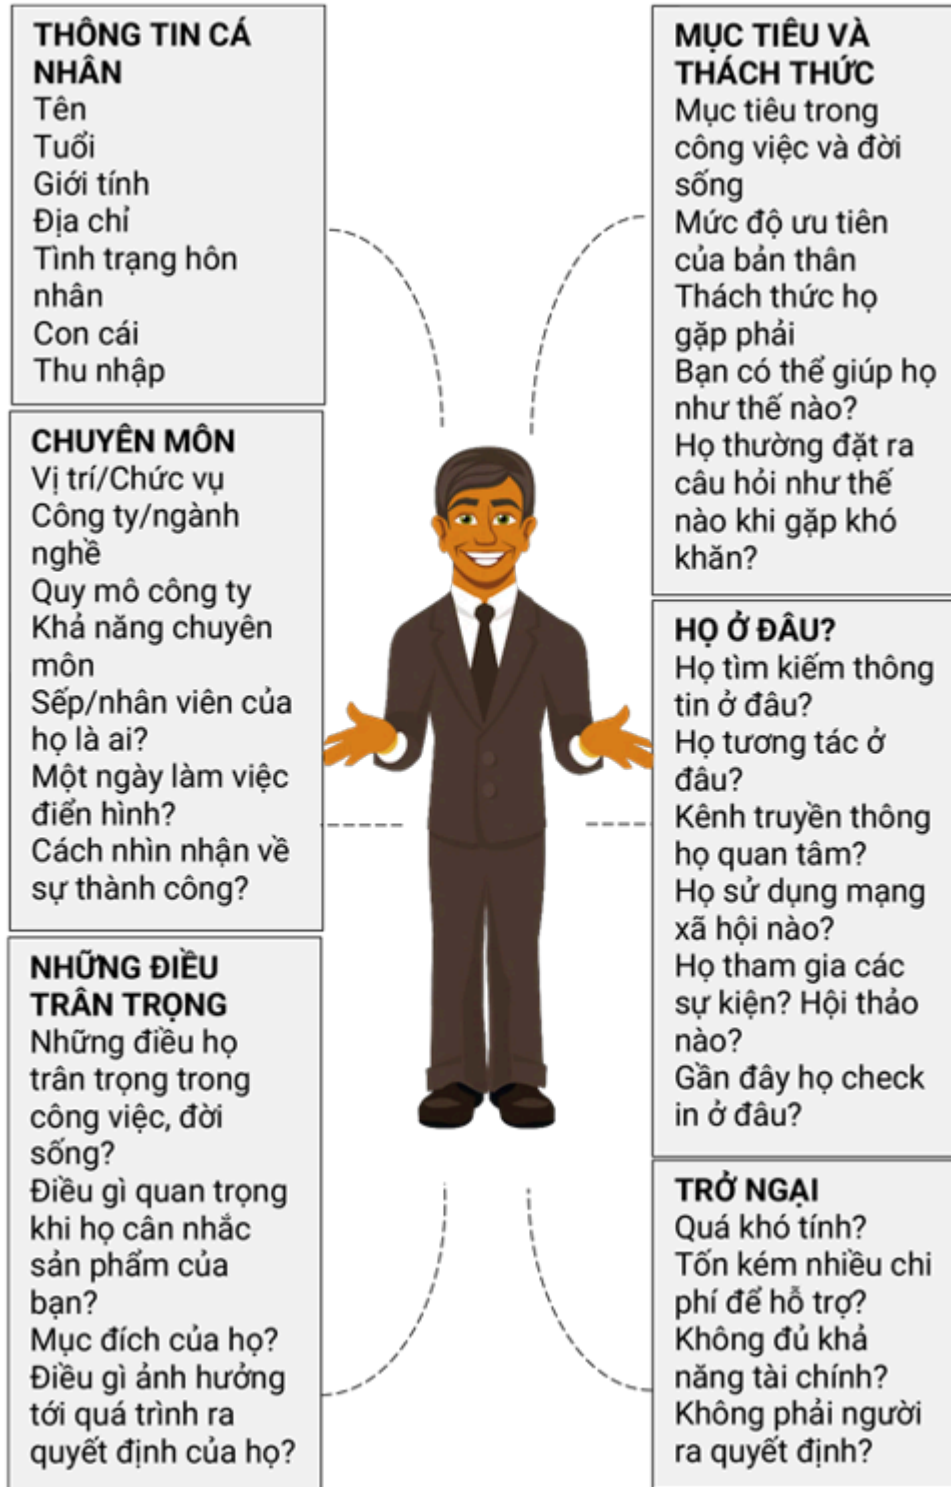 THÔNG TIN CÁ
NHÂN
Tên
Tuổi
Giới tính
Địa chỉ
Tình trạng hôn
nhân
Con cái
Thu nhập
CHUYÊN MÔN
Vị trí/Chức vụ
Công ty/ngành
nghề
Quy mô công ty
Khả năng chuyên
môn
Sếp/nhân viên của
họ là ai?
Một ngày làm việc
điển hình?
Cách nhìn nhận về
sự thành công?
NHỮNG ĐIỀU
TRÂN TRỌNG
Những điều họ
trân trọng trong
công việc, đời
sống?
Điều gì quan trọng
khi họ cân nhắc
sản phẩm của
bạn?
Mục đích của họ?
Điều gì ảnh hưởng
tới quá trình ra
quyết định của họ?
MỤC TIÊU VÀ
THÁCH THỨC
Mục tiêu trong
công việc và đời
sống
Mức độ ưu tiên
của bản thân
Thách thức họ
gặp phải
Bạn có thể giúp họ
như thế nào?
Họ thường đặt ra
câu hỏi như thế
nào khi gặp khó
khăn?
HỌ Ở ĐÂU?
Họ tìm kiếm thông
tin ở đâu?
Họ tương tác ở
đâu?
Kênh truyền thông
họ quan tâm?
Họ sử dụng mạng
xã hội nào?
Họ tham gia các
sự kiện? Hội thảo
nào?
Gần đây họ check
in ở đâu?
TRỞ NGẠI
Quá khó tính?
Tốn kém nhiều chi
phí để hỗ trợ?
Không đủ khả
năng tài chính?
Không phải người
ra quyết định?